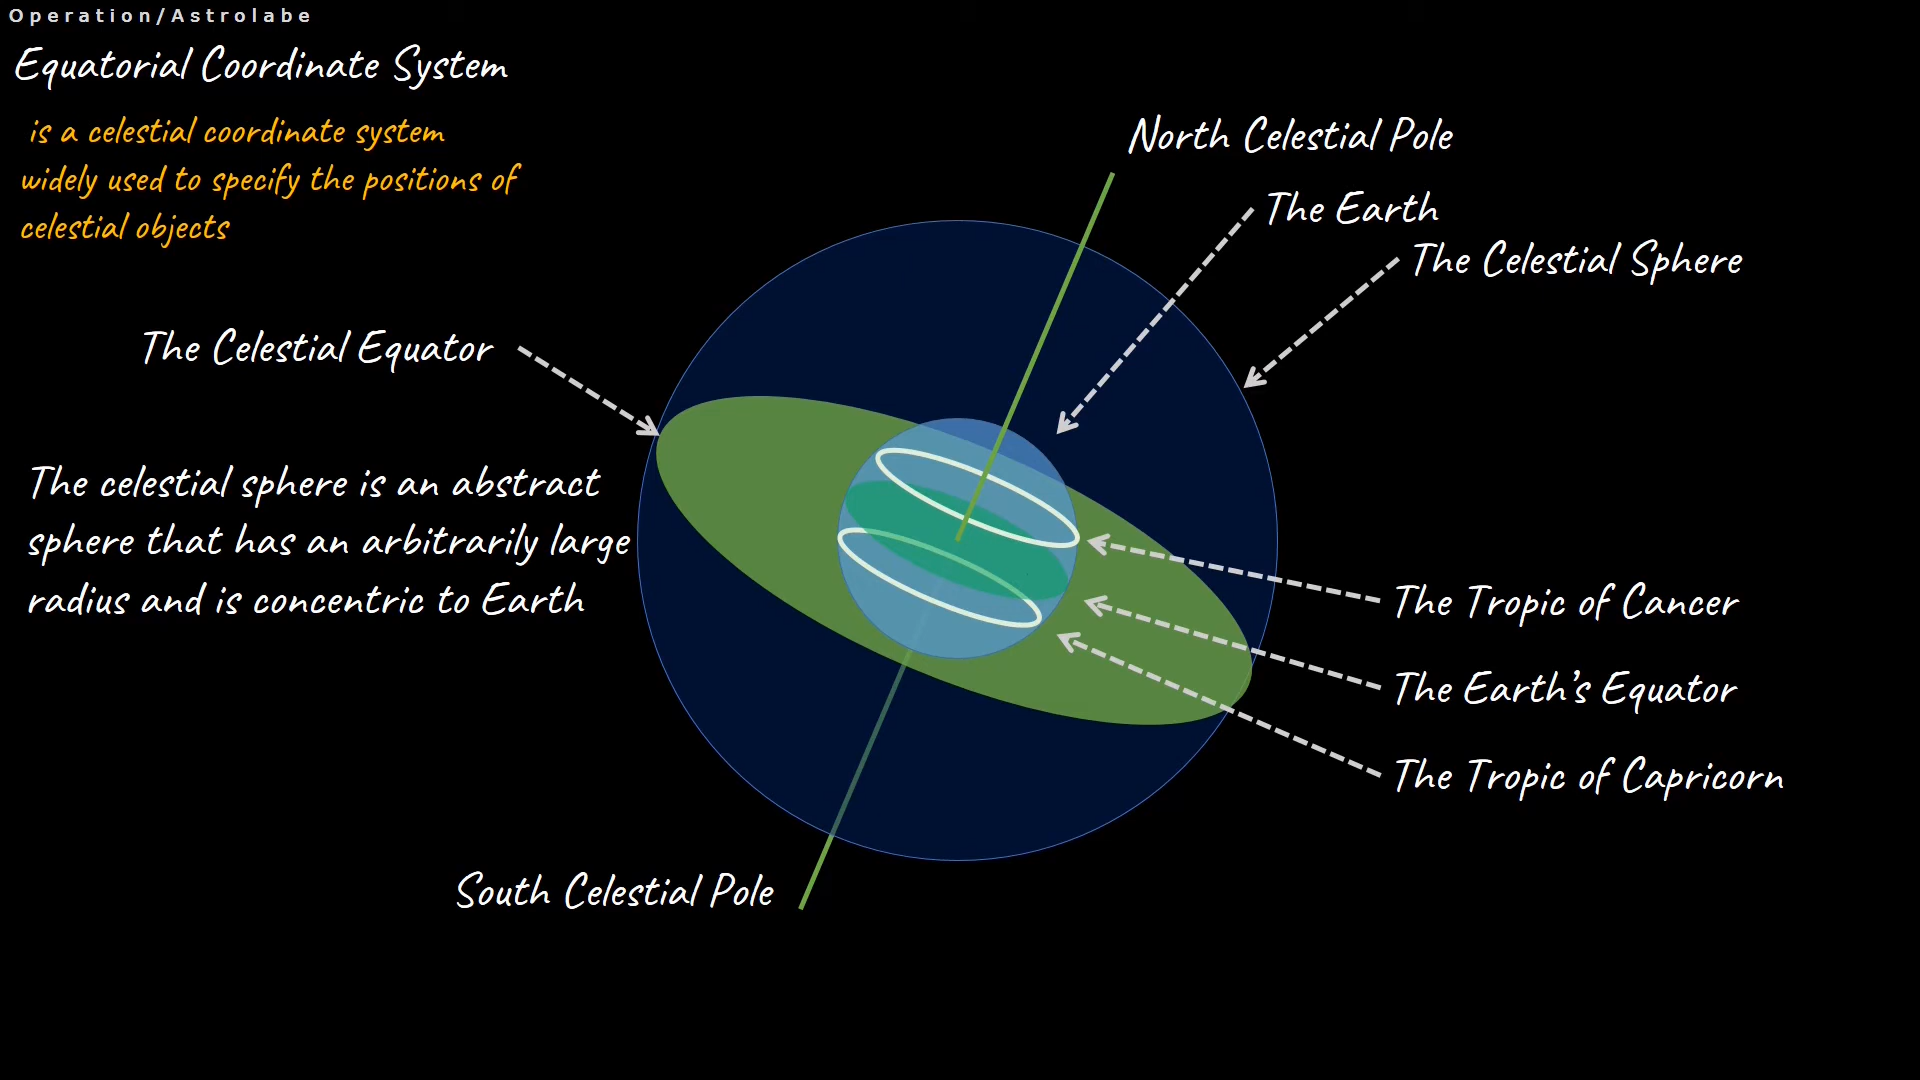 Operation/Astrolabe
Equatorial Coordinate System
is a celestial coordinate system
widely used to specify the positions of
celestial objects
North Celestial Pole
The Earth
The Celestial Sphere
The Celestial Equator
The celestial sphere is an abstract
sphere that has an arbitrarily large
radius and is concentric to Earth
The Tropic of Cancer
The Earth's Equator
The Tropic of Capricorn
South Celestial Pole